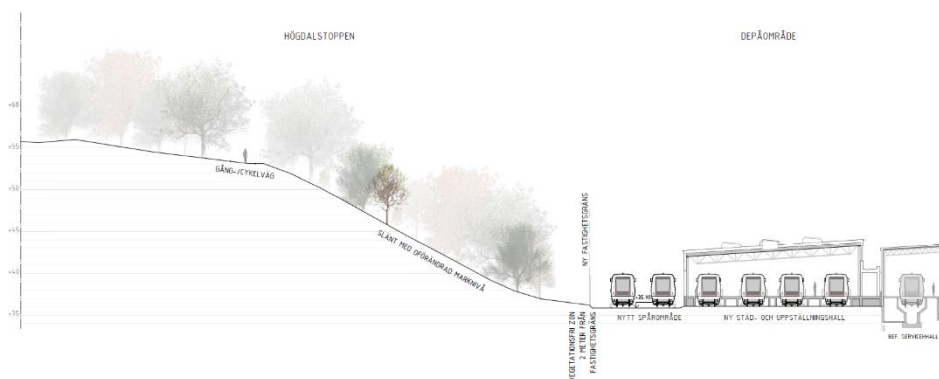 HÖGDALSTOPPEN
DEPÅOMRÅDE
+60
+55
GÅNG-/CYKELVÄG
+50
+45
SLÄNT MED OFÖRÄNDRAD MARKNIVÅ
+40
+35
NY FASTIGHETSGRÄNS
VEGETATIONSFRI ZON
2 METER FRÅN
FASTIGHETSGRÄNS
NYTT SPÅROMRÅDE
NY STÄD- OCH UPPSTÄLLNINGSHALL
BEF. SERVICEHALL